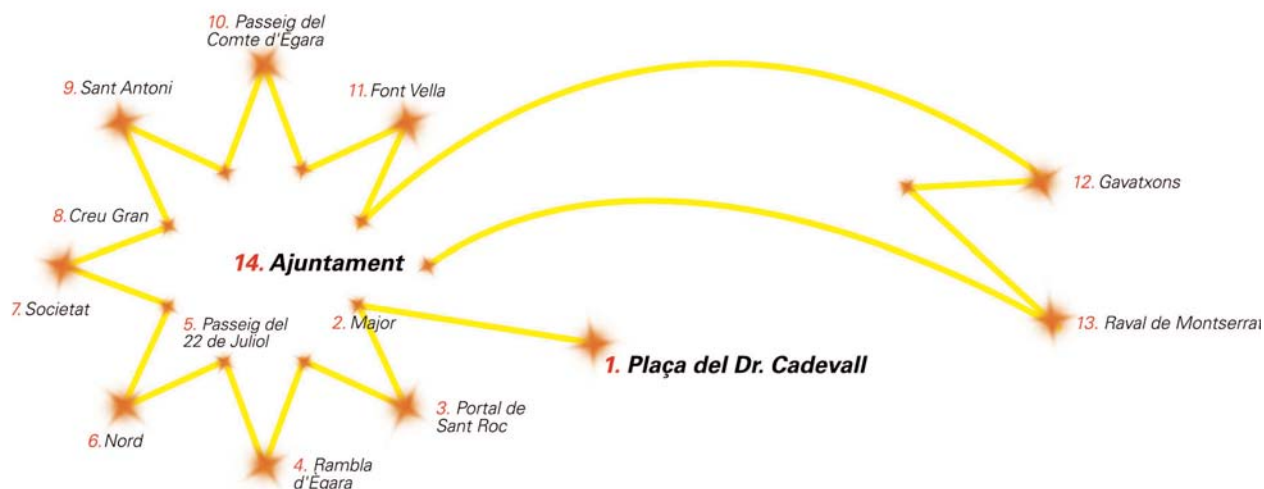 10. Passeig del
Comte d'Ègara
9. Sant Antoni
11. Font Vella
12. Gavatxons
8. Creu Gran
14. Ajuntament
7. Societat
5. Passeig del
22 de Juliol
2. Major
13. Raval de Montserrat
1. Plaça del Dr. Cadevall
3. Portal de
Sant Roc
6. Nord
4. Rambla
d'Ègara